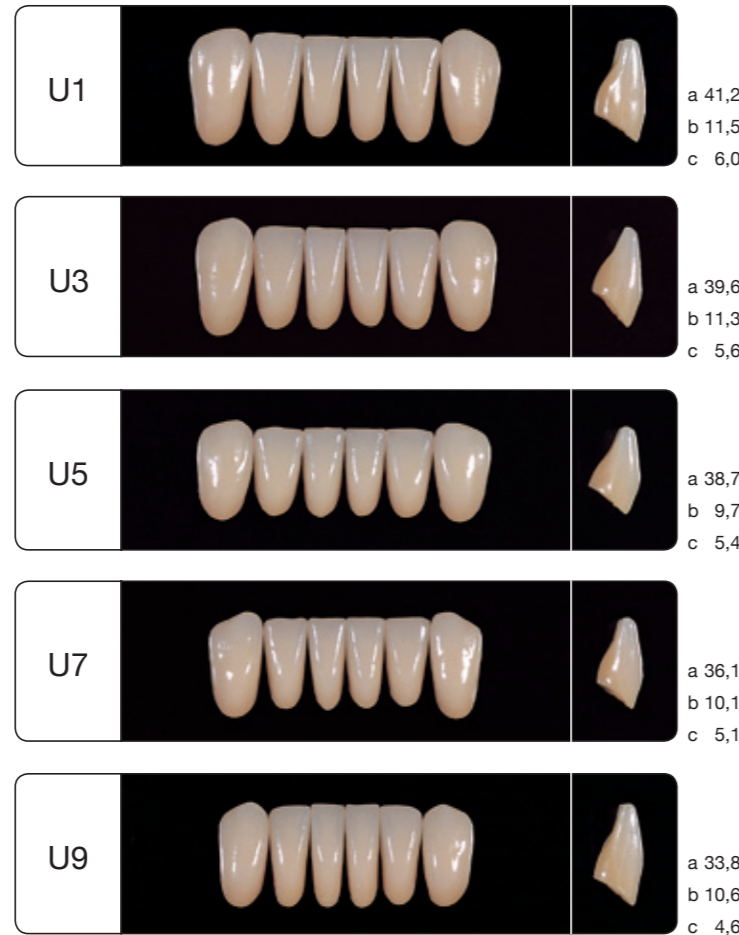 U1
a 41,2
b 11,5
c 6,0
U3
a 39,6
b 11,3
c 5,6
U5
a 38,7
b 9,7
c 5,4
U7
a 36,1
b 10,1
c 5,1
U9
a 33,8
b 10,6
c 4,6